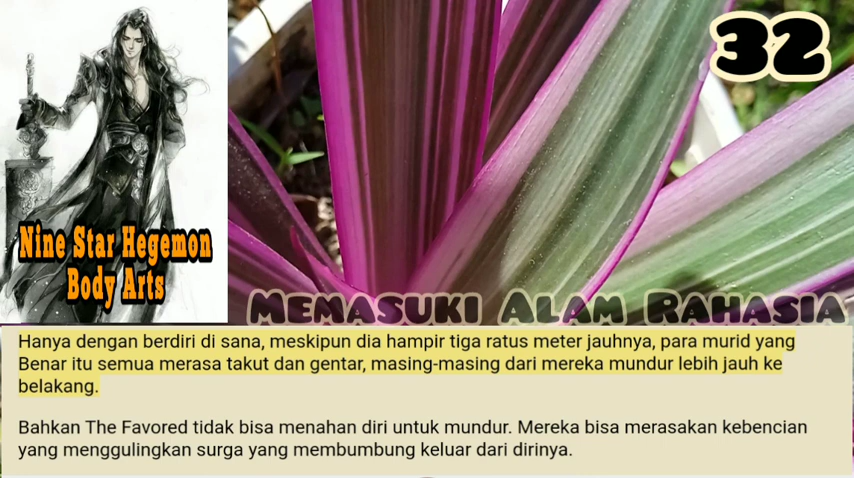 32
Nine Star Hegemon
Body Arts
Memasuki Alam Rahasia
Hanya dengan berdiri di sana, meskipun dia hampir tiga ratus meter jauhnya, para murid yang
Benar itu semua merasa takut dan gentar, masing-masing dari mereka mundur lebih jauh ke
belakang.
Bahkan The Favored tidak bisa menahan diri untuk mundur. Mereka bisa merasakan kebencian
yang menggulingkan surga yang membumbung keluar dari dirinya.